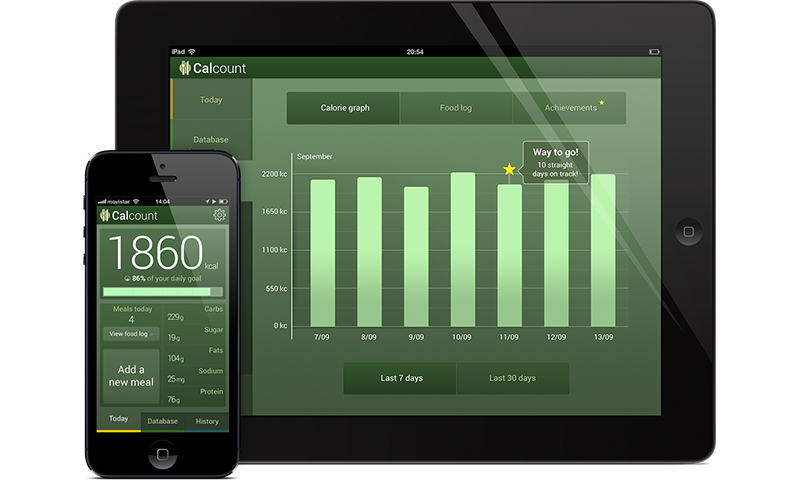 iPad
20:54
Calcount
Today
Database
Calorie graph
Food log
Achievements
September
2200 kc
1650 kc
1100 kc
550 kc
0 kc
Way to go!
10 straight
days on track!
7/09
8/09
9/09
10/09
11/09
12/09
13/09
Last 7 days
Last 30 days
movistar
14:04
Calcount
1860 kcal
86% of your daily goal
Meals today
4
View food log
Add a
new meal
Carbs
229g
Sugar
19g
Fats
104g
Sodium
25mg
Protein
76g
Today
Database
History